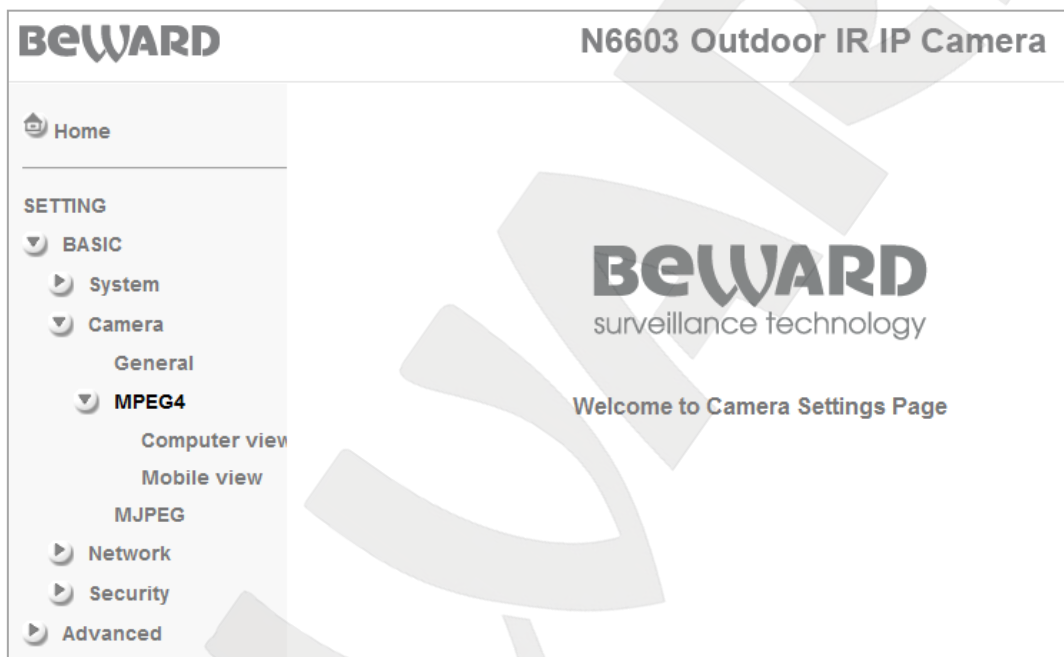 BEWARD
N6603 Outdoor IR IP Camera
Home
SETTING
BASIC
System
Camera
General
MPEG4
Computer view
Mobile view
MJPEG
Network
Security
Advanced
BEWARD
surveillance technology
Welcome to Camera Settings Page